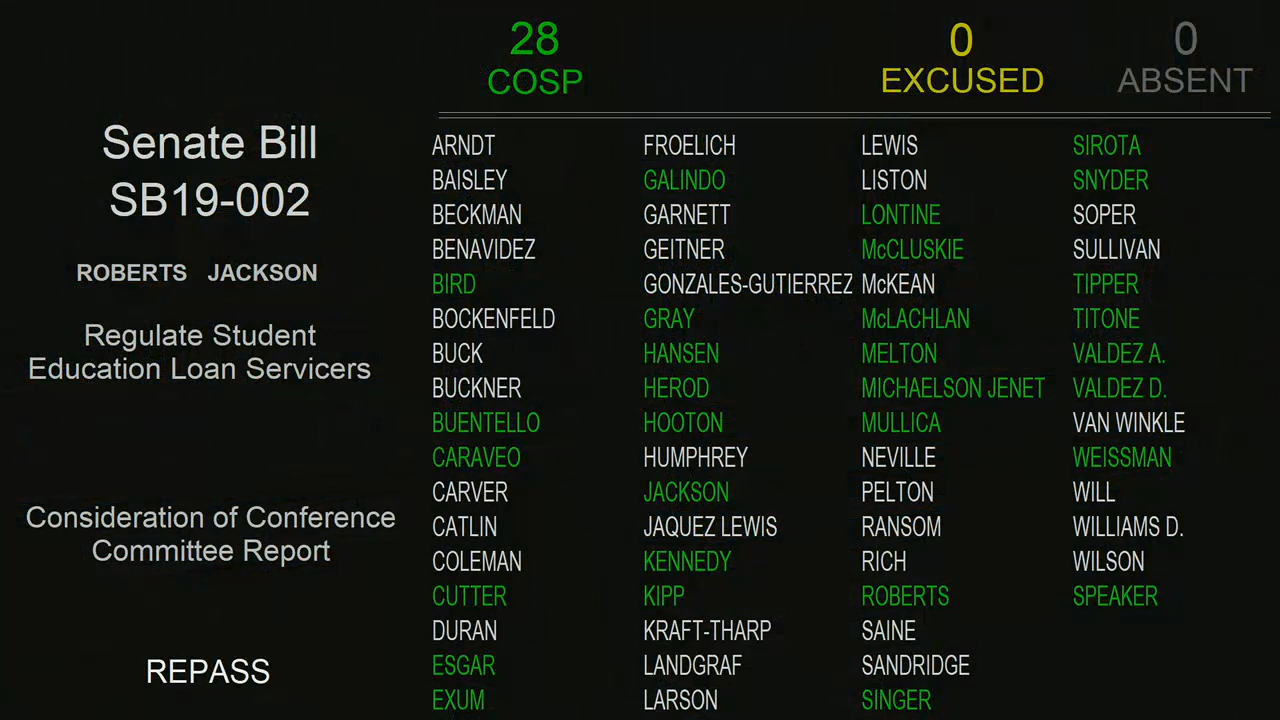 28
COSP
0
EXCUSED
0
ABSENT
Senate Bill
SB19-002
ROBERTS JACKSON
Regulate Student
Education Loan Servicers
Consideration of Conference
Committee Report
REPASS
ARNDT
BAISLEY
BECKMAN
BENAVIDEZ
BIRD
BOCKENFELD
BUCK
BUCKNER
BUENTELLO
CARAVEO
CARVER
CATLIN
COLEMAN
CUTTER
DURAN
ESGAR
EXUM
FROELICH
GALINDO
GARNETT
GEITNER
GONZALES-GUTIERREZ
GRAY
HANSEN
HEROD
HOOTON
HUMPHREY
JACKSON
JAQUEZ LEWIS
KENNEDY
KIPP
KRAFT-THARP
LANDGRAF
LARSON
LEWIS
LISTON
LONTINE
McCLUSKIE
McKEAN
McLACHLAN
MELTON
MICHAELSON JENET
MULLICA
NEVILLE
PELTON
RANSOM
RICH
ROBERTS
SAINE
SANDRIDGE
SINGER
SIROTA
SNYDER
SOPER
SULLIVAN
TIPPER
TITONE
VALDEZ A.
VALDEZ D.
VAN WINKLE
WEISSMAN
WILL
WILLIAMS D.
WILSON
SPEAKER